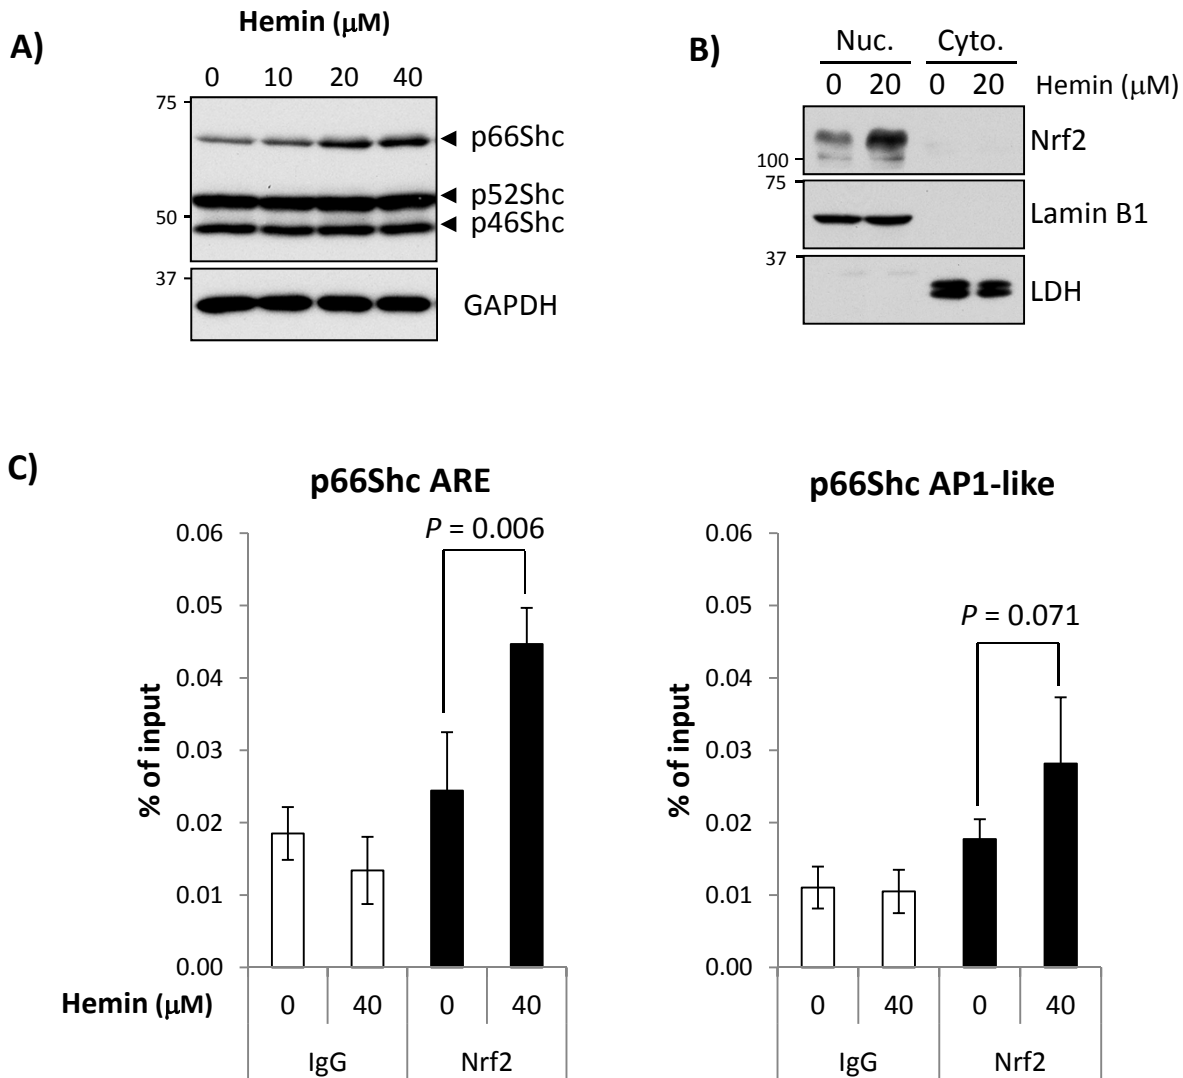 A)
Hemin (μM)
0 10 20 40
75
p66Shc
p52Shc
50
p46Shc
37
GAPDH
B)
Nuc. Cyto.
0 20 0 20 Hemin (μM)
Nrf2
100
75
Lamin B1
37
LDH
C)
p66Shc ARE
P = 0.006
0.06
0.05
0.04
0.03
0.02
0.01
0.00
% of input
Hemin (μM) 0 40 0 40
IgG Nrf2
p66Shc AP1-like
P = 0.071
0.06
0.05
0.04
0.03
0.02
0.01
0.00
% of input
0 40 0 40
IgG Nrf2